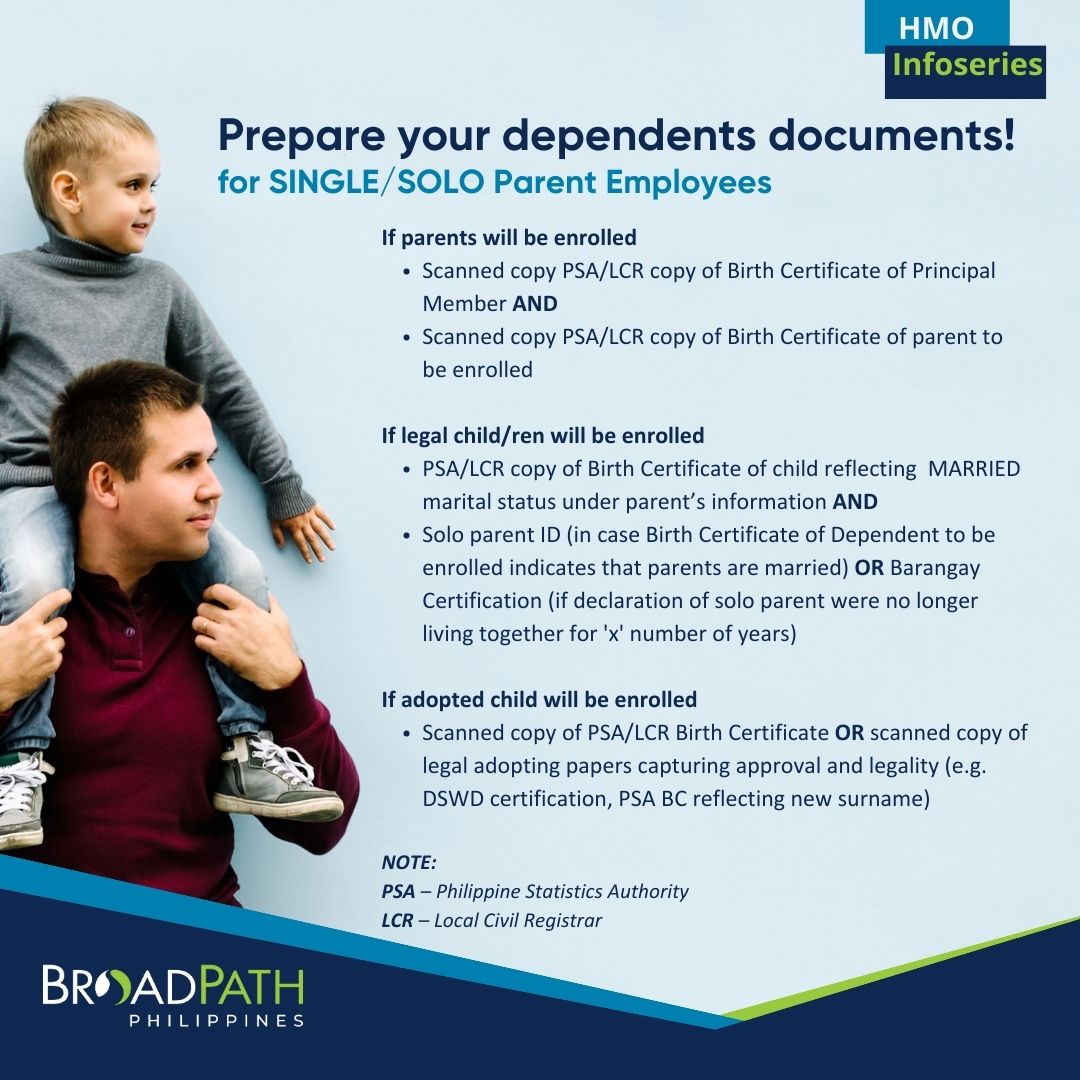 HMO
Infoseries
Prepare your dependents documents!
for SINGLE/SOLO Parent Employees
If parents will be enrolled
• Scanned copy PSA/LCR copy of Birth Certificate of Principal
Member AND
• Scanned copy PSA/LCR copy of Birth Certificate of parent to
be enrolled
If legal child/ren will be enrolled
• PSA/LCR copy of Birth Certificate of child reflecting  MARRIED
marital status under parent’s information AND
• Solo parent ID (in case Birth Certificate of Dependent to be
enrolled indicates that parents are married) OR Barangay
Certification (if declaration of solo parent were no longer
living together for 'x' number of years)
If adopted child will be enrolled
• Scanned copy of PSA/LCR Birth Certificate OR scanned copy of
legal adopting papers capturing approval and legality (e.g.
DSWD certification, PSA BC reflecting new surname)
NOTE:
PSA – Philippine Statistics Authority
LCR – Local Civil Registrar
BROADPATH
PHILIPPINES